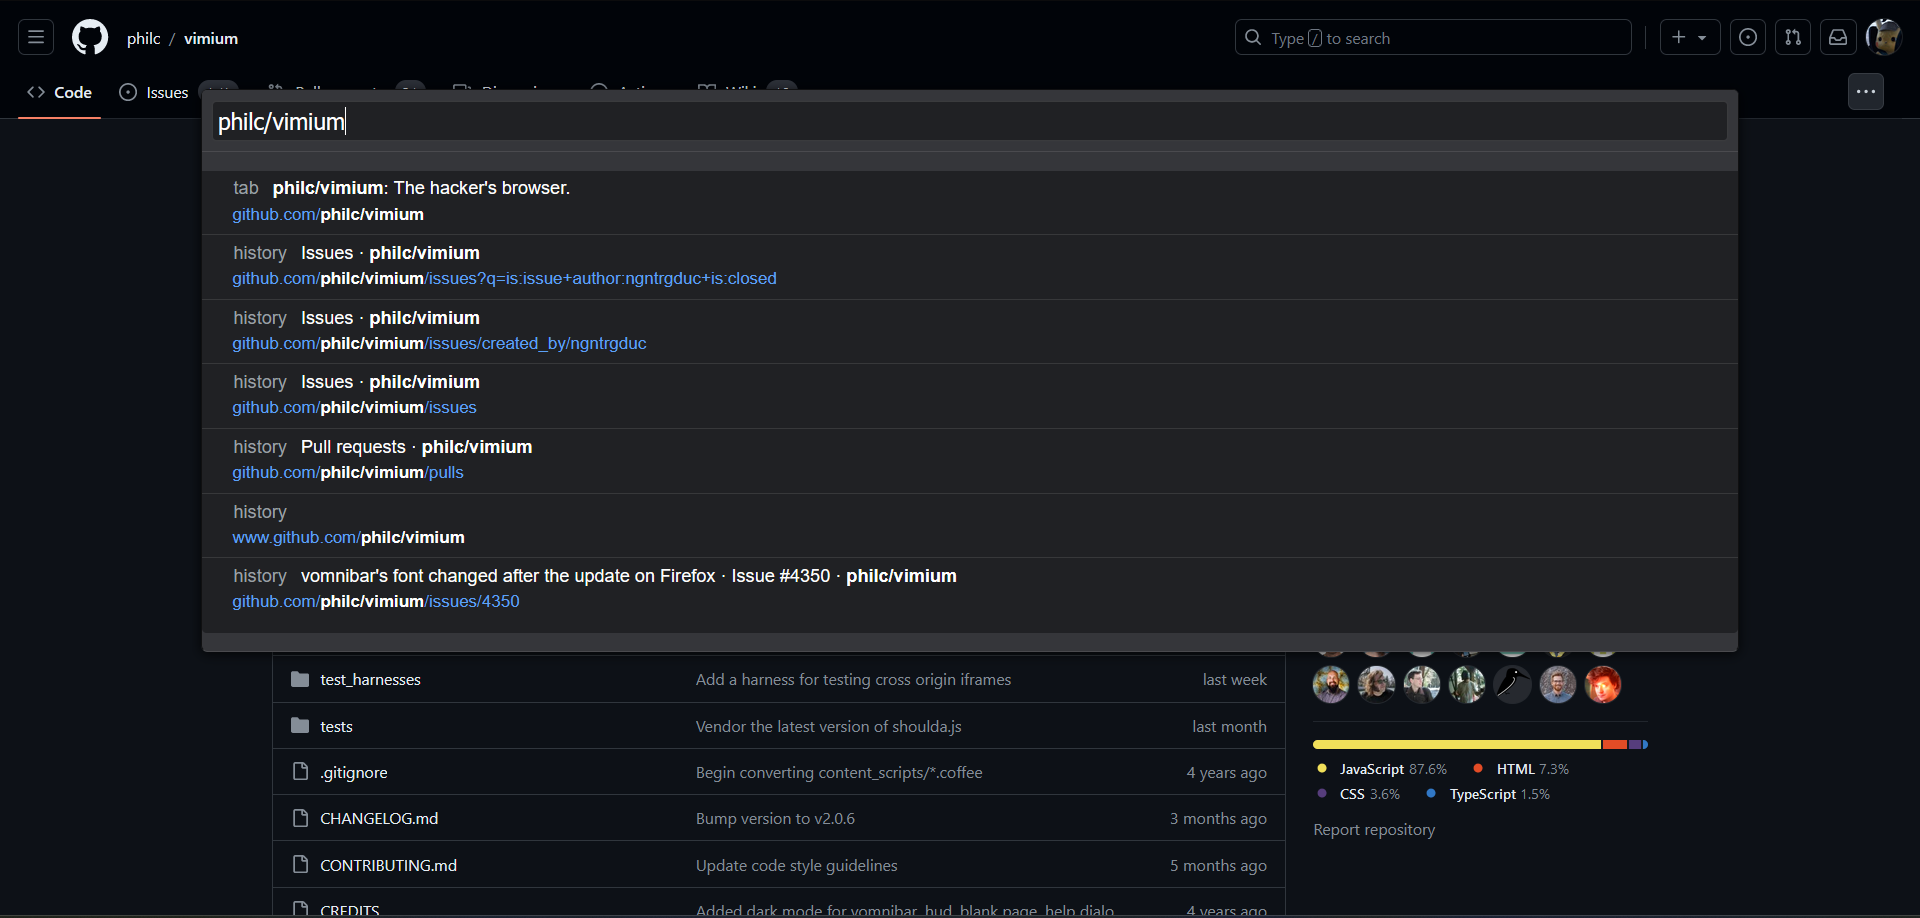 philc / vimium
Type / to search
Code
Issues
philc/vimium
tab philc/vimium: The hacker's browser.
github.com/philc/vimium
history Issues · philc/vimium
github.com/philc/vimium/issues?q=is:issue+author:ngntrgduc+is:closed
history Issues · philc/vimium
github.com/philc/vimium/issues/created_by/ngntrgduc
history Issues · philc/vimium
github.com/philc/vimium/issues
history Pull requests · philc/vimium
github.com/philc/vimium/pulls
history
www.github.com/philc/vimium
history vomnibar's font changed after the update on Firefox · Issue #4350 · philc/vimium
github.com/philc/vimium/issues/4350
test_harnesses Add a harness for testing cross origin iframes last week
tests Vendor the latest version of shoulda.js last month
.gitignore Begin converting content_scripts/*.coffee 4 years ago
CHANGELOG.md Bump version to v2.0.6 3 months ago
CONTRIBUTING.md Update code style guidelines 5 months ago
CREDITS Added dark mode for vomnibar, hud, blank page, help dialo 4 years ago
JavaScript 87.6% HTML 7.3%
CSS 3.6% TypeScript 1.5%
Report repository